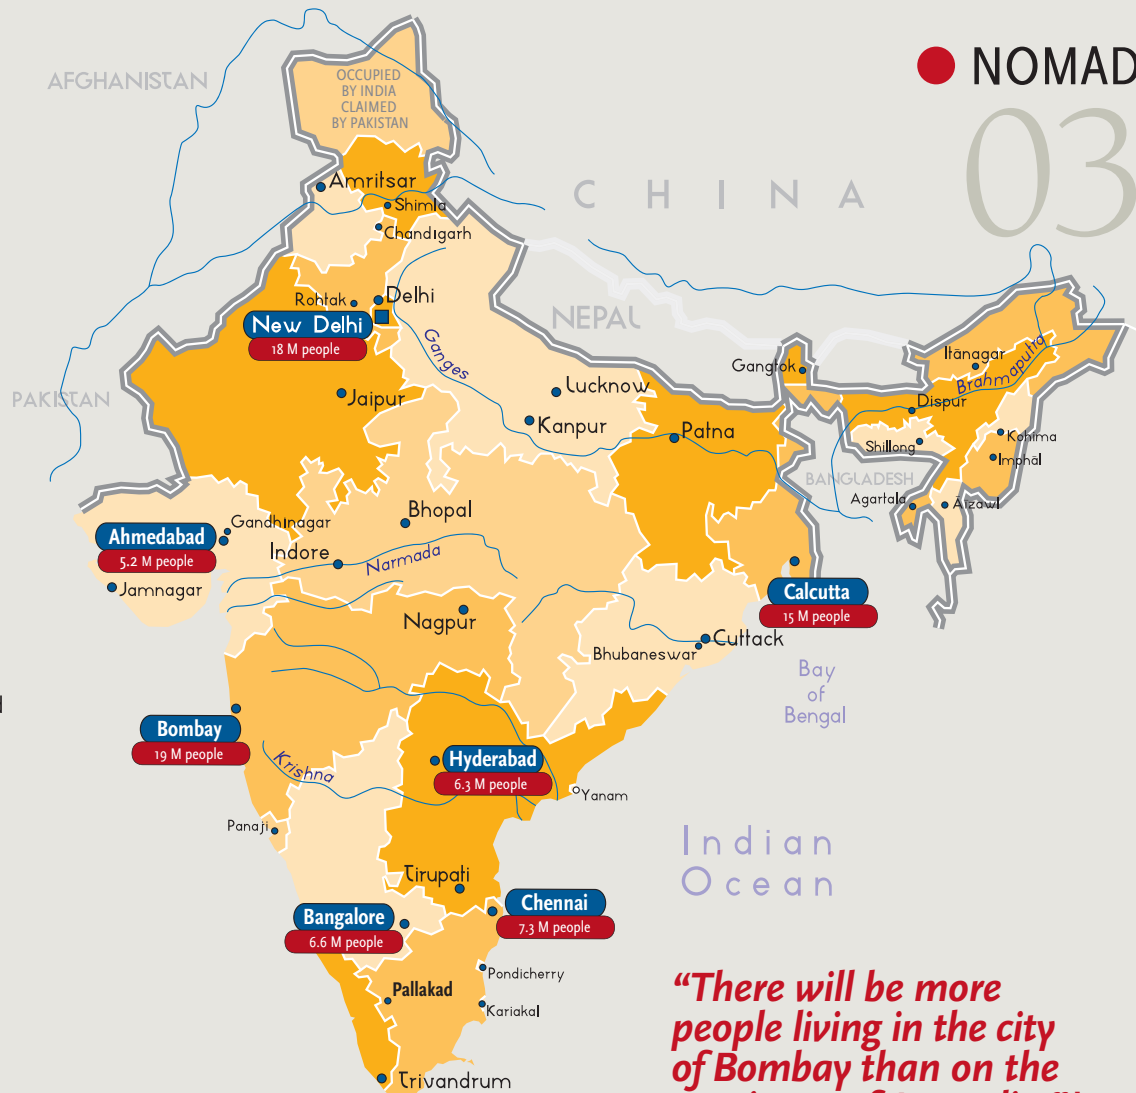 NOMAD
03
AFGHANISTAN
OCCUPIED
BY INDIA
CLAIMED
BY PAKISTAN
CHINA
Amritsar
Shimla
Chandigarh
Rohtak
Delhi
New Delhi
18 M people
NEPAL
Ganges
Gangtok
Itānagar
Brahmaputra
PAKISTAN
Jaipur
Lucknow
Kanpur
Patna
Dispur
Shillong
Kohima
Imphāl
BANGLADESH
Agartala
Āīzawl
Bhopal
Gandhinagar
Ahmedabad
5.2 M people
Indore
Narmada
Jamnagar
Calcutta
15 M people
Nagpur
Cuttack
Bhubaneswar
Bay
of
Bengal
Bombay
19 M people
Krishna
Hyderabad
6.3 M people
Yanam
Panaji
Indian
Ocean
Tirupati
Chennai
7.3 M people
Bangalore
6.6 M people
Pondicherry
Pallakad
Kariakal
Trivandrum
“There will be more
people living in the city
of Bombay than on the